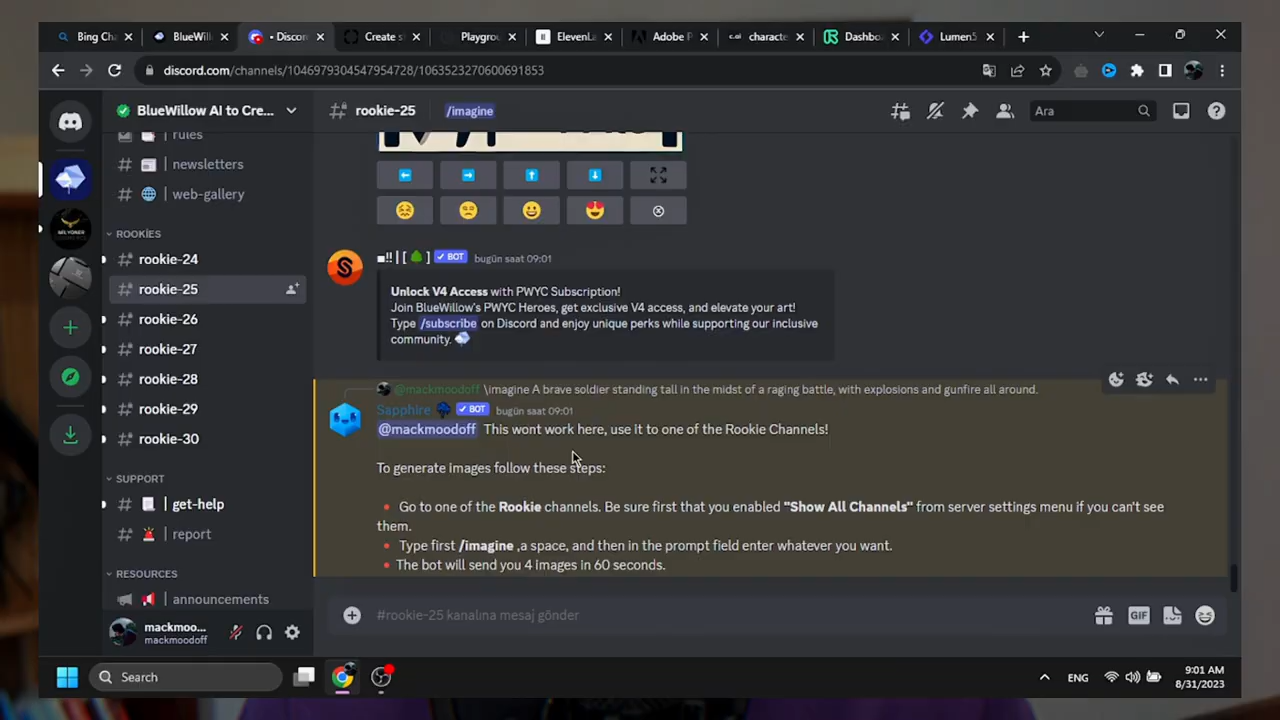 Bing Cha
BlueWilL
Discon
Create s
Playgrou
ElevenLa
Adobe P
c.ai characte
Dashbo
Lumen5
discord.com/channels/1046979304547954728/1063523270600691853
BlueWillow AI to Cre...
rookie-25
/imagine
Ara
rules
newsletters
web-gallery
ROOKİES
rookie-24
rookie-25
rookie-26
rookie-27
rookie-28
rookie-29
rookie-30
SUPPORT
get-help
report
RESOURCES
announcements
mackmoo...
mackmoodoff
BOT bugün saat 09:01
Unlock V4 Access with PWYC Subscription!
Join BlueWillow's PWYC Heroes, get exclusive V4 access, and elevate your art!
Type /subscribe on Discord and enjoy unique perks while supporting our inclusive
community.
@mackmoodoff \imagine A brave soldier standing tall in the midst of a raging battle, with explosions and gunfire all around.
Sapphire BOT bugün saat 09:01
@mackmoodoff This wont work here, use it to one of the Rookie Channels!
To generate images follow these steps:
• Go to one of the Rookie channels. Be sure first that you enabled "Show All Channels" from server settings menu if you can't see
them.
• Type first /imagine ,a space, and then in the prompt field enter whatever you want.
• The bot will send you 4 images in 60 seconds.
#rookie-25 kanalına mesaj gönder
GIF
Search
ENG
9:01 AM
8/31/2023